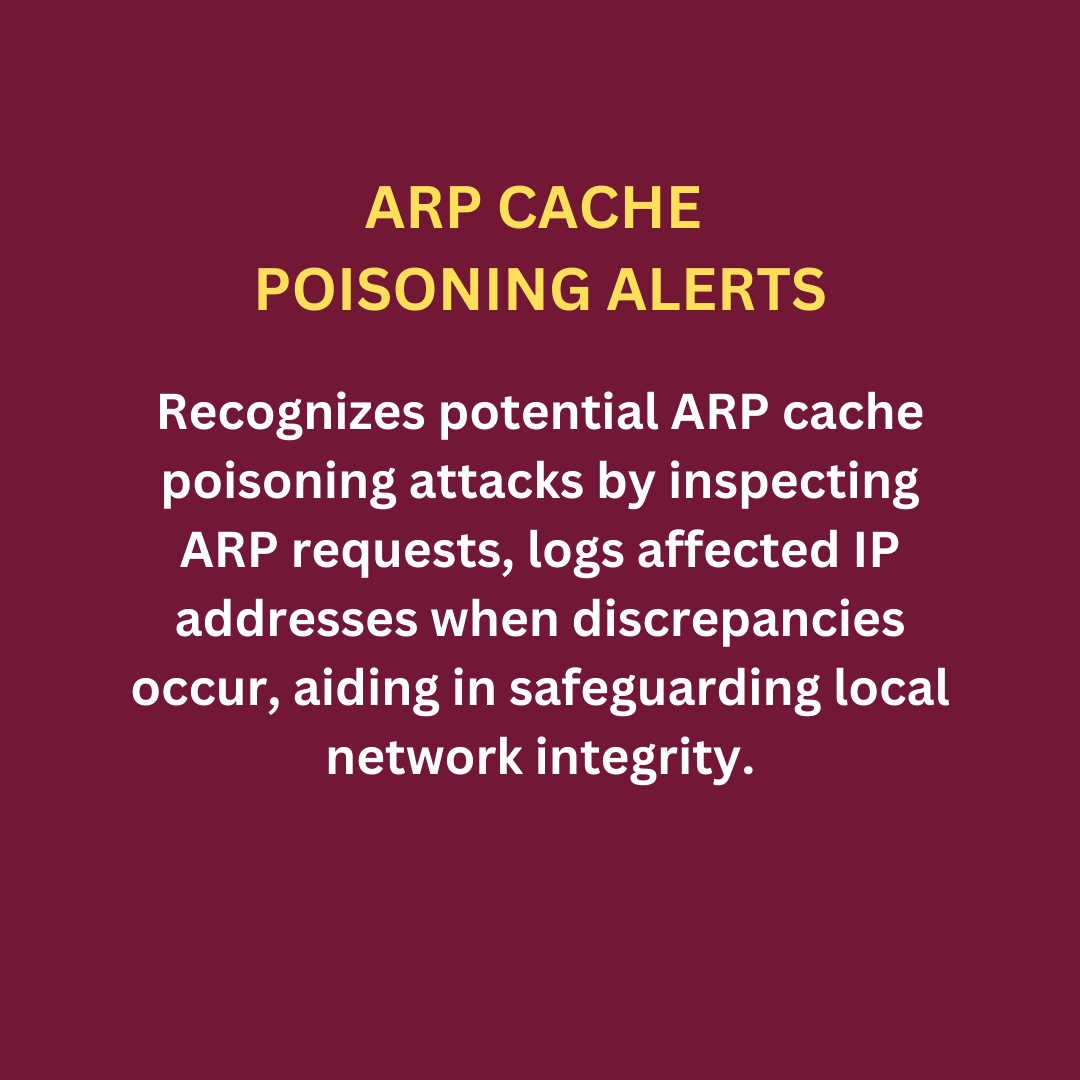 ARP CACHE
POISONING ALERTS
Recognizes potential ARP cache
poisoning attacks by inspecting
ARP requests, logs affected IP
addresses when discrepancies
occur, aiding in safeguarding local
network integrity.